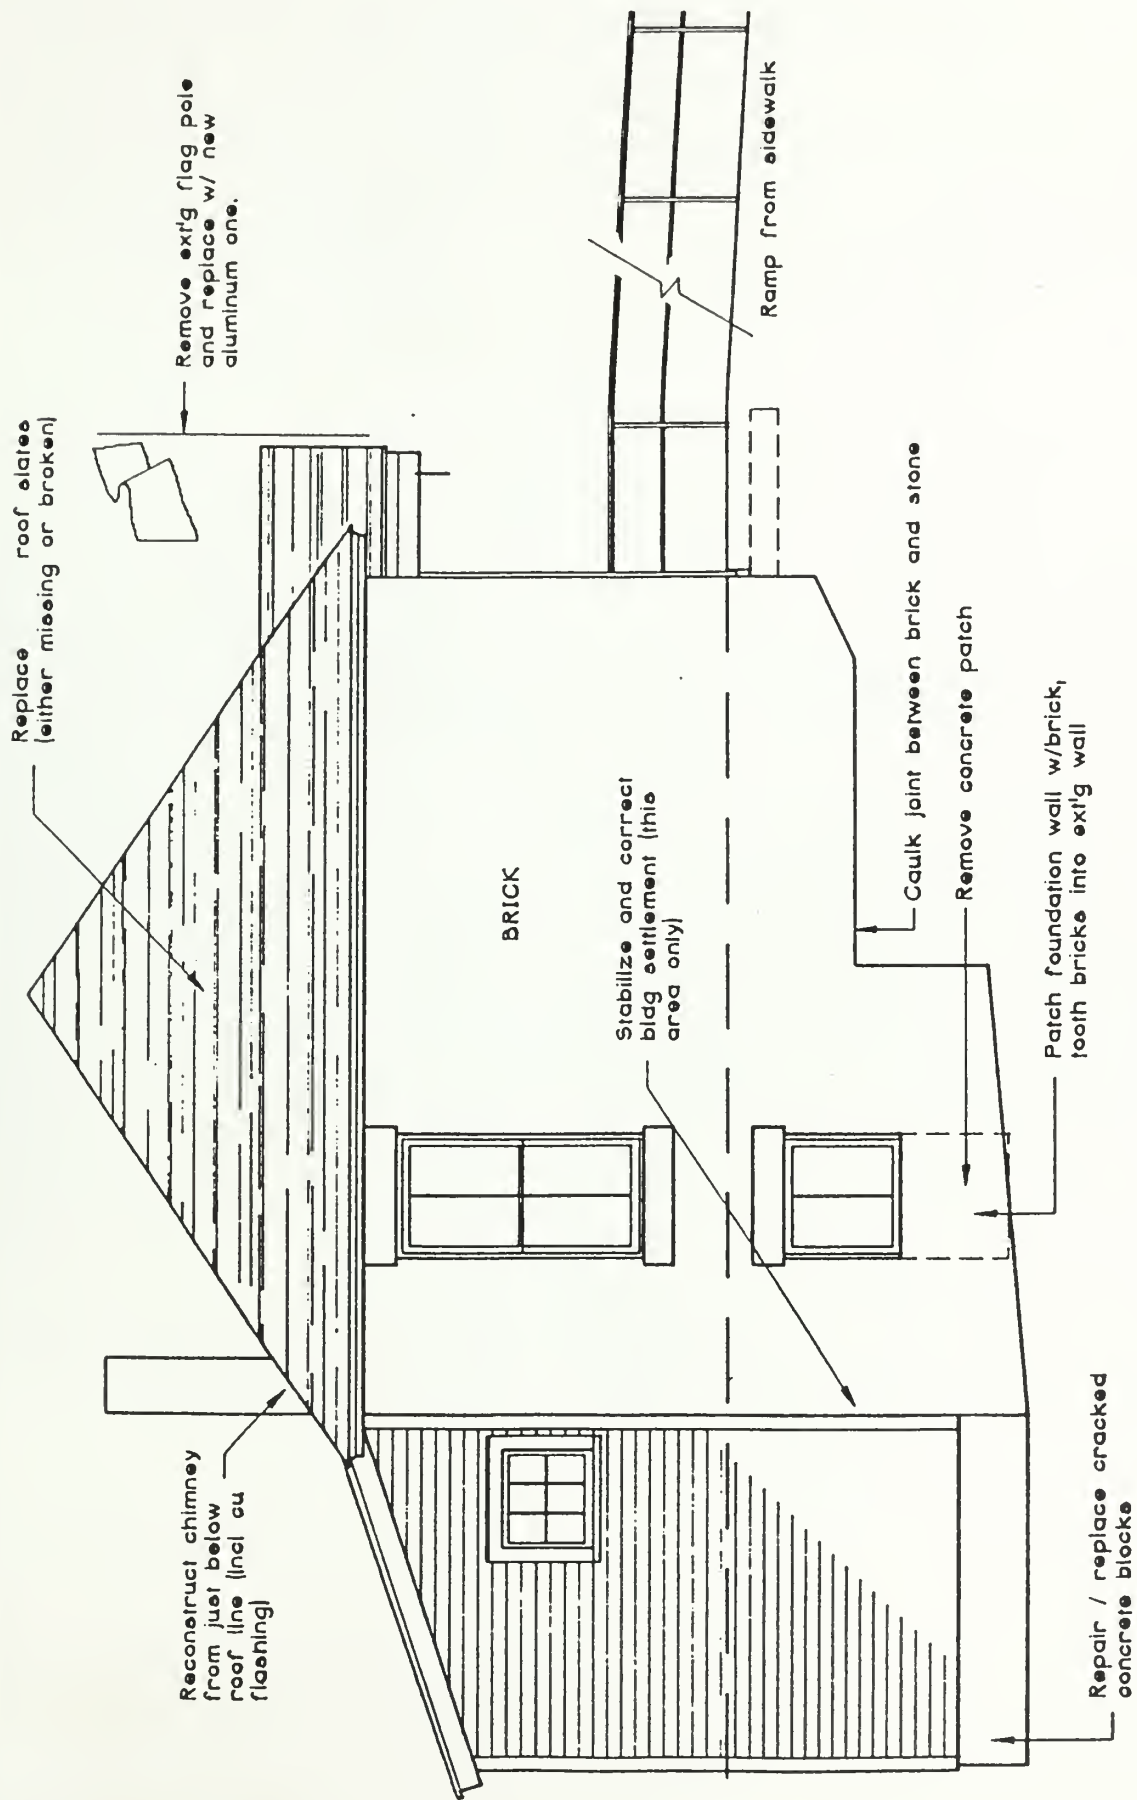 Replace roof slates
(either missing or broken)
Remove ext'g flag pole
and replace w/ new
aluminum one.
Reconstruct chimney
from just below
roof line (incl cu
flashing)
BRICK
Stabilize and correct
bldg settlement (this
area only)
Ramp from sidewalk
Caulk joint between brick and stone
Remove concrete patch
Patch foundation wall w/brick,
tooth bricks into ext'g wall
Repair / replace cracked
concrete blocks